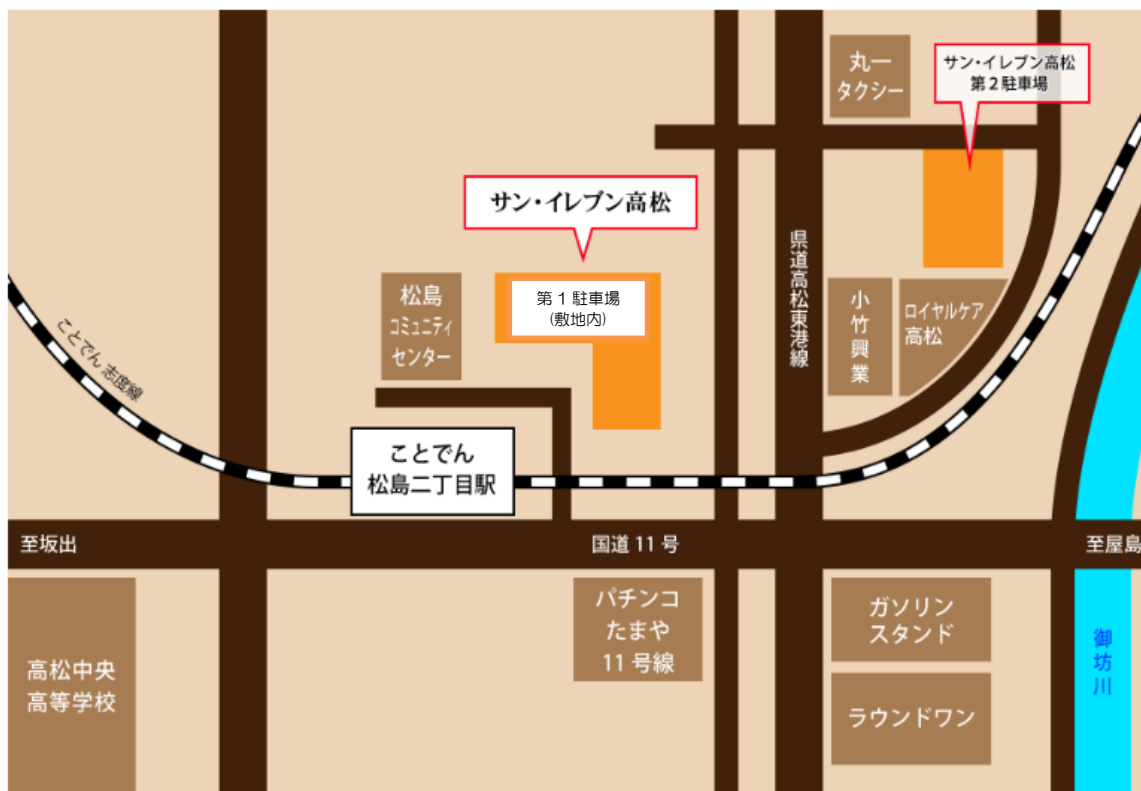 丸一
タクシー
サン・イレブン高松
第2駐車場
サン・イレブン高松
県道高松東港線
松島
コミュニティ
センター
第1駐車場
(敷地内)
小竹興業
ロイヤルケア
高松
ことでん 志度線
ことでん
松島二丁目駅
至坂出
国道11号
至屋島
高松中央
高等学校
パチンコ
たまや
11号線
ガソリン
スタンド
ラウンドワン
御坊川